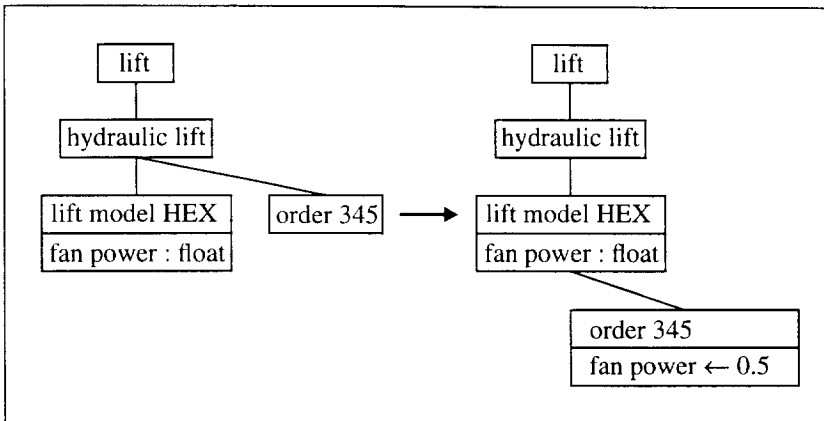 lift
hydraulic lift
lift model HEX
fan power : float
order 345
lift
hydraulic lift
lift model HEX
fan power : float
order 345
fan power ← 0.5